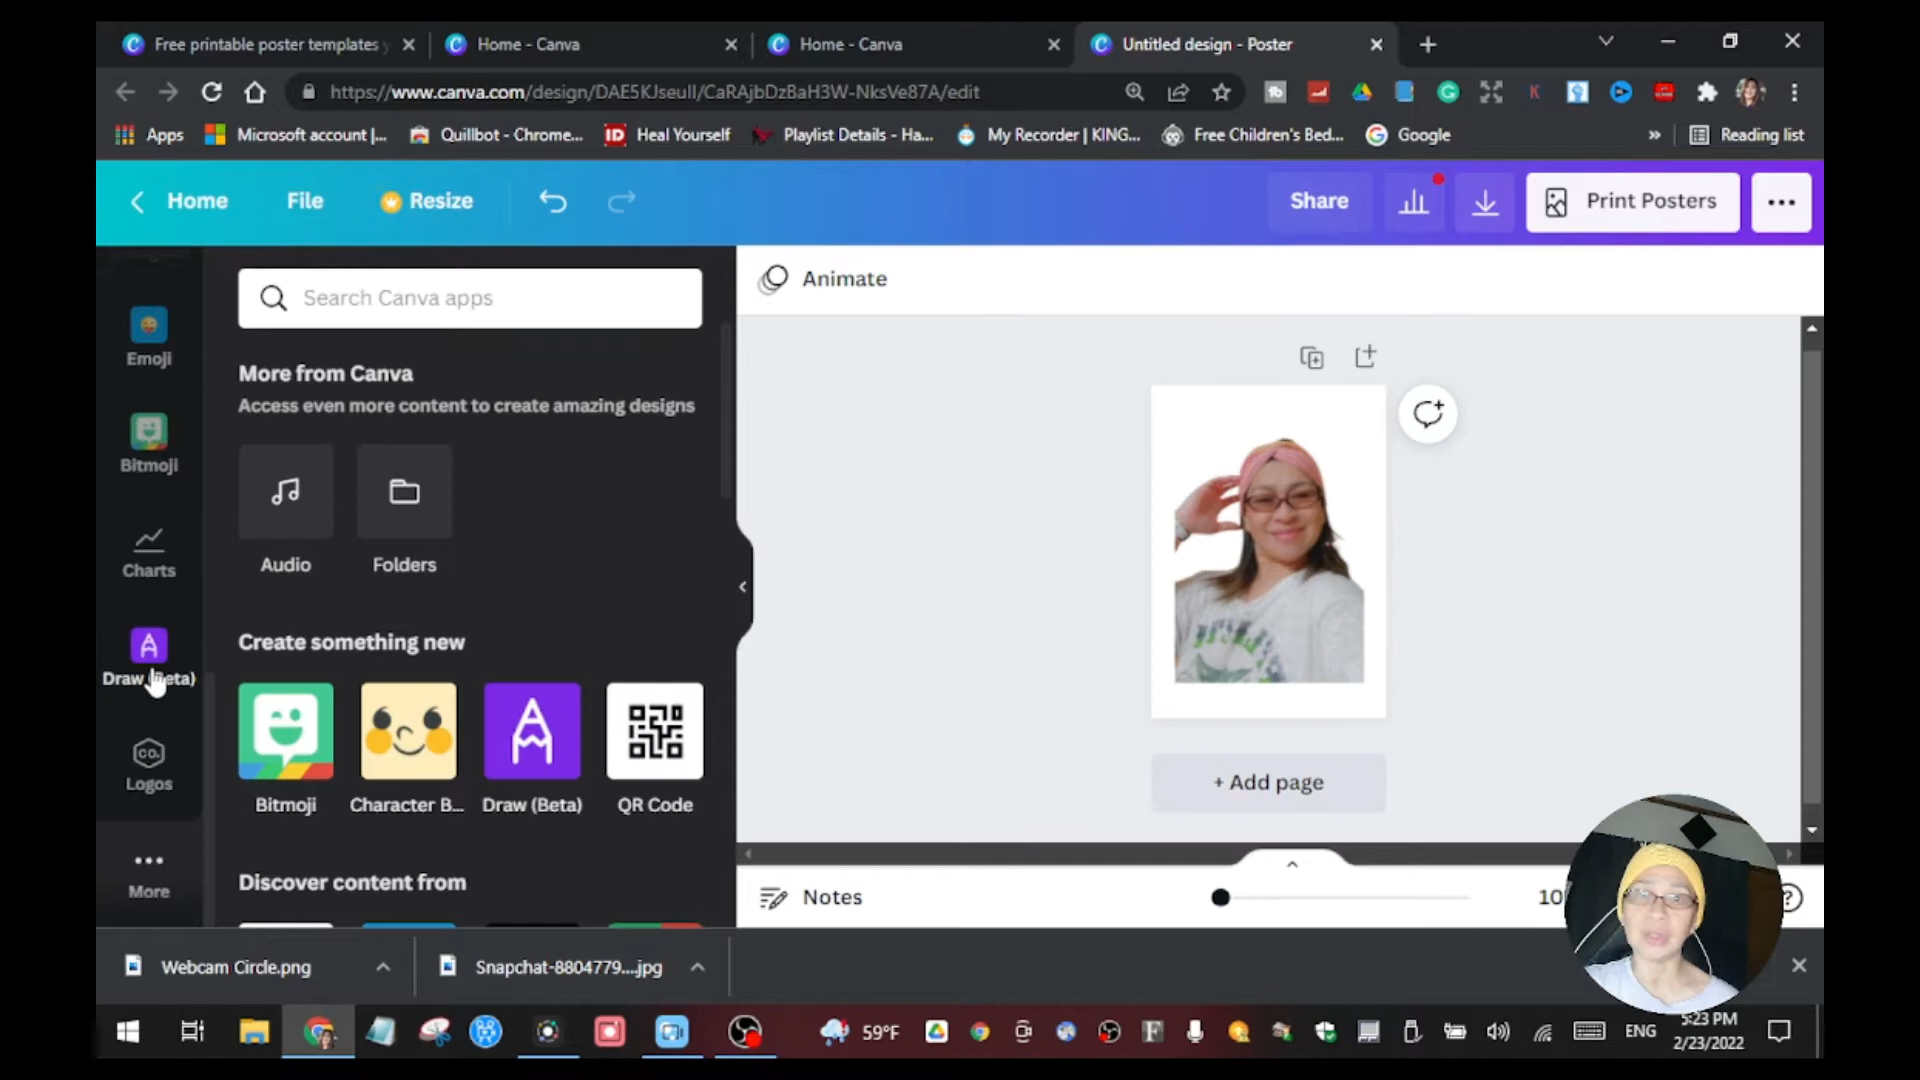 Free printable poster templates y
Home - Canva
Home - Canva
Untitled design - Poster
https://www.canva.com/design/DAE5KJseulI/CaRAjbDzBaH3W-NksVe87A/edit
Apps
Microsoft account |...
Quillbot - Chrome...
ID
Heal Yourself
Playlist Details - Ha...
My Recorder | KING...
Free Children's Bed...
Google
Reading list
Home
File
Resize
Share
Print Posters
Search Canva apps
Animate
Emoji
Bitmoji
Charts
Draw (Beta)
CO.
Logos
More
More from Canva
Access even more content to create amazing designs
Audio
Folders
Create something new
Bitmoji
Character B...
Draw (Beta)
QR Code
Discover content from
+ Add page
Notes
10
Webcam Circle.png
Snapchat-8804779....jpg
59°F
ENG
5:23 PM
2/23/2022